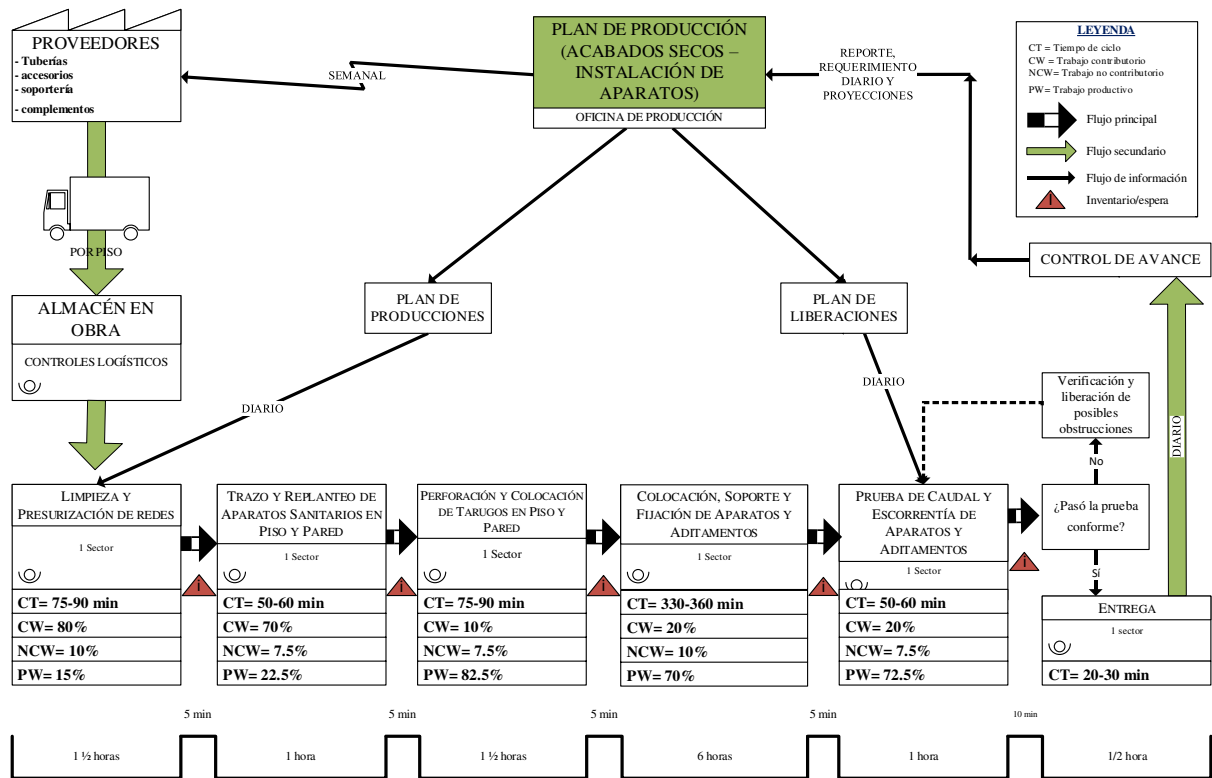 PROVEEDORES
- Tuberías
- accesorios
- soportería
- complementos
SEMANAL
PLAN DE PRODUCCIÓN
(ACABADOS SECOS –
INSTALACIÓN DE
APARATOS)
OFICINA DE PRODUCCIÓN
REPORTE,
REQUERIMIENTO
DIARIO Y
PROYECCIONES
LEYENDA
CT = Tiempo de ciclo
CW = Trabajo contributorio
NCW= Trabajo no contributorio
PW= Trabajo productivo
Flujo principal
Flujo secundario
Flujo de información
i
Inventario/espera
POR PISO
CONTROL DE AVANCE
ALMACÉN EN
OBRA
CONTROLES LOGÍSTICOS
PLAN DE
PRODUCCIONES
PLAN DE
LIBERACIONES
DIARIO
DIARIO
Verificación y
liberación de
posibles
obstrucciones
DIARIO
No
LIMPIEZA Y
PRESURIZACIÓN DE REDES
1 Sector
CT= 75-90 min
CW= 80%
NCW= 10%
PW= 15%
i
TRAZO Y REPLANTEO DE
APARATOS SANITARIOS EN
PISO Y PARED
1 Sector
CT= 50-60 min
CW= 70%
NCW= 7.5%
PW= 22.5%
i
PERFORACIÓN Y COLOCACIÓN
DE TARUGOS EN PISO Y
PARED
1 Sector
CT= 75-90 min
CW= 10%
NCW= 7.5%
PW= 82.5%
i
COLOCACIÓN, SOPORTE Y
FIJACIÓN DE APARATOS Y
ADITAMENTOS
1 Sector
CT= 330-360 min
CW= 20%
NCW= 10%
PW= 70%
i
PRUEBA DE CAUDAL Y
ESCORRENTÍA DE
APARATOS Y
ADITAMENTOS
1 Sector
CT= 50-60 min
CW= 20%
NCW= 7.5%
PW= 72.5%
i
¿Pasó la prueba
conforme?
Sí
ENTREGA
1 sector
CT= 20-30 min
5 min
5 min
5 min
5 min
10 min
1 ½ horas
1 hora
1 ½ horas
6 horas
1 hora
1/2 hora